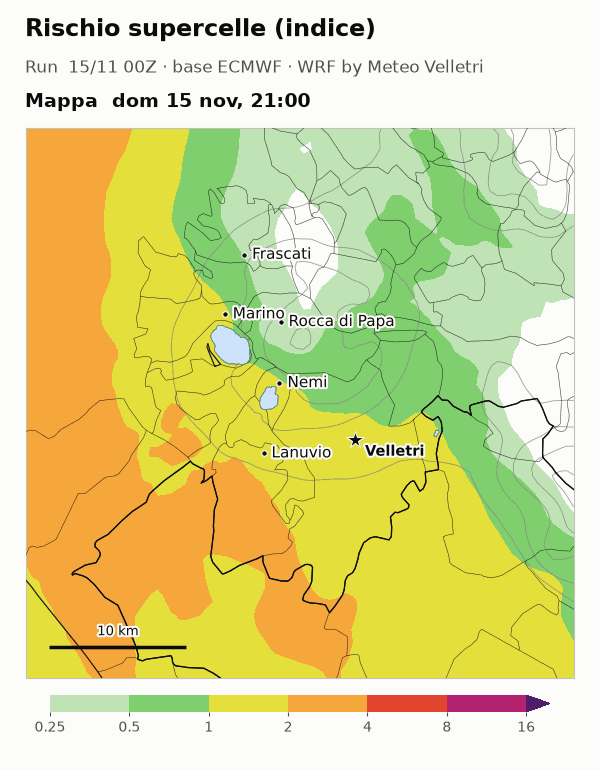 Rischio supercelle (indice)
Run  15/11 00Z · base ECMWF · WRF by Meteo Velletri
Mappa  dom 15 nov, 21:00
Frascati
Marino
Rocca di Papa
Nemi
Velletri
Lanuvio
10 km
0.25 0.5 1 2 4 8 16